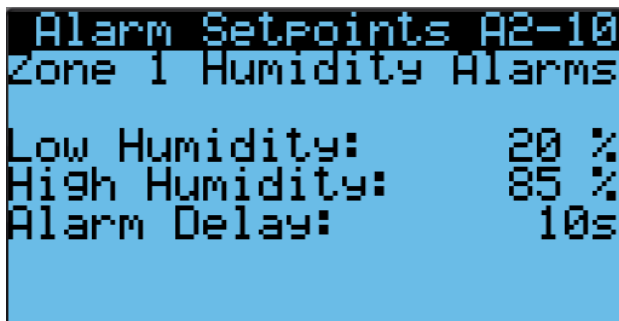 Alarm Setpoints A2-10
Zone 1 Humidity Alarms
Low Humidity: 20 %
High Humidity: 85 %
Alarm Delay: 10s